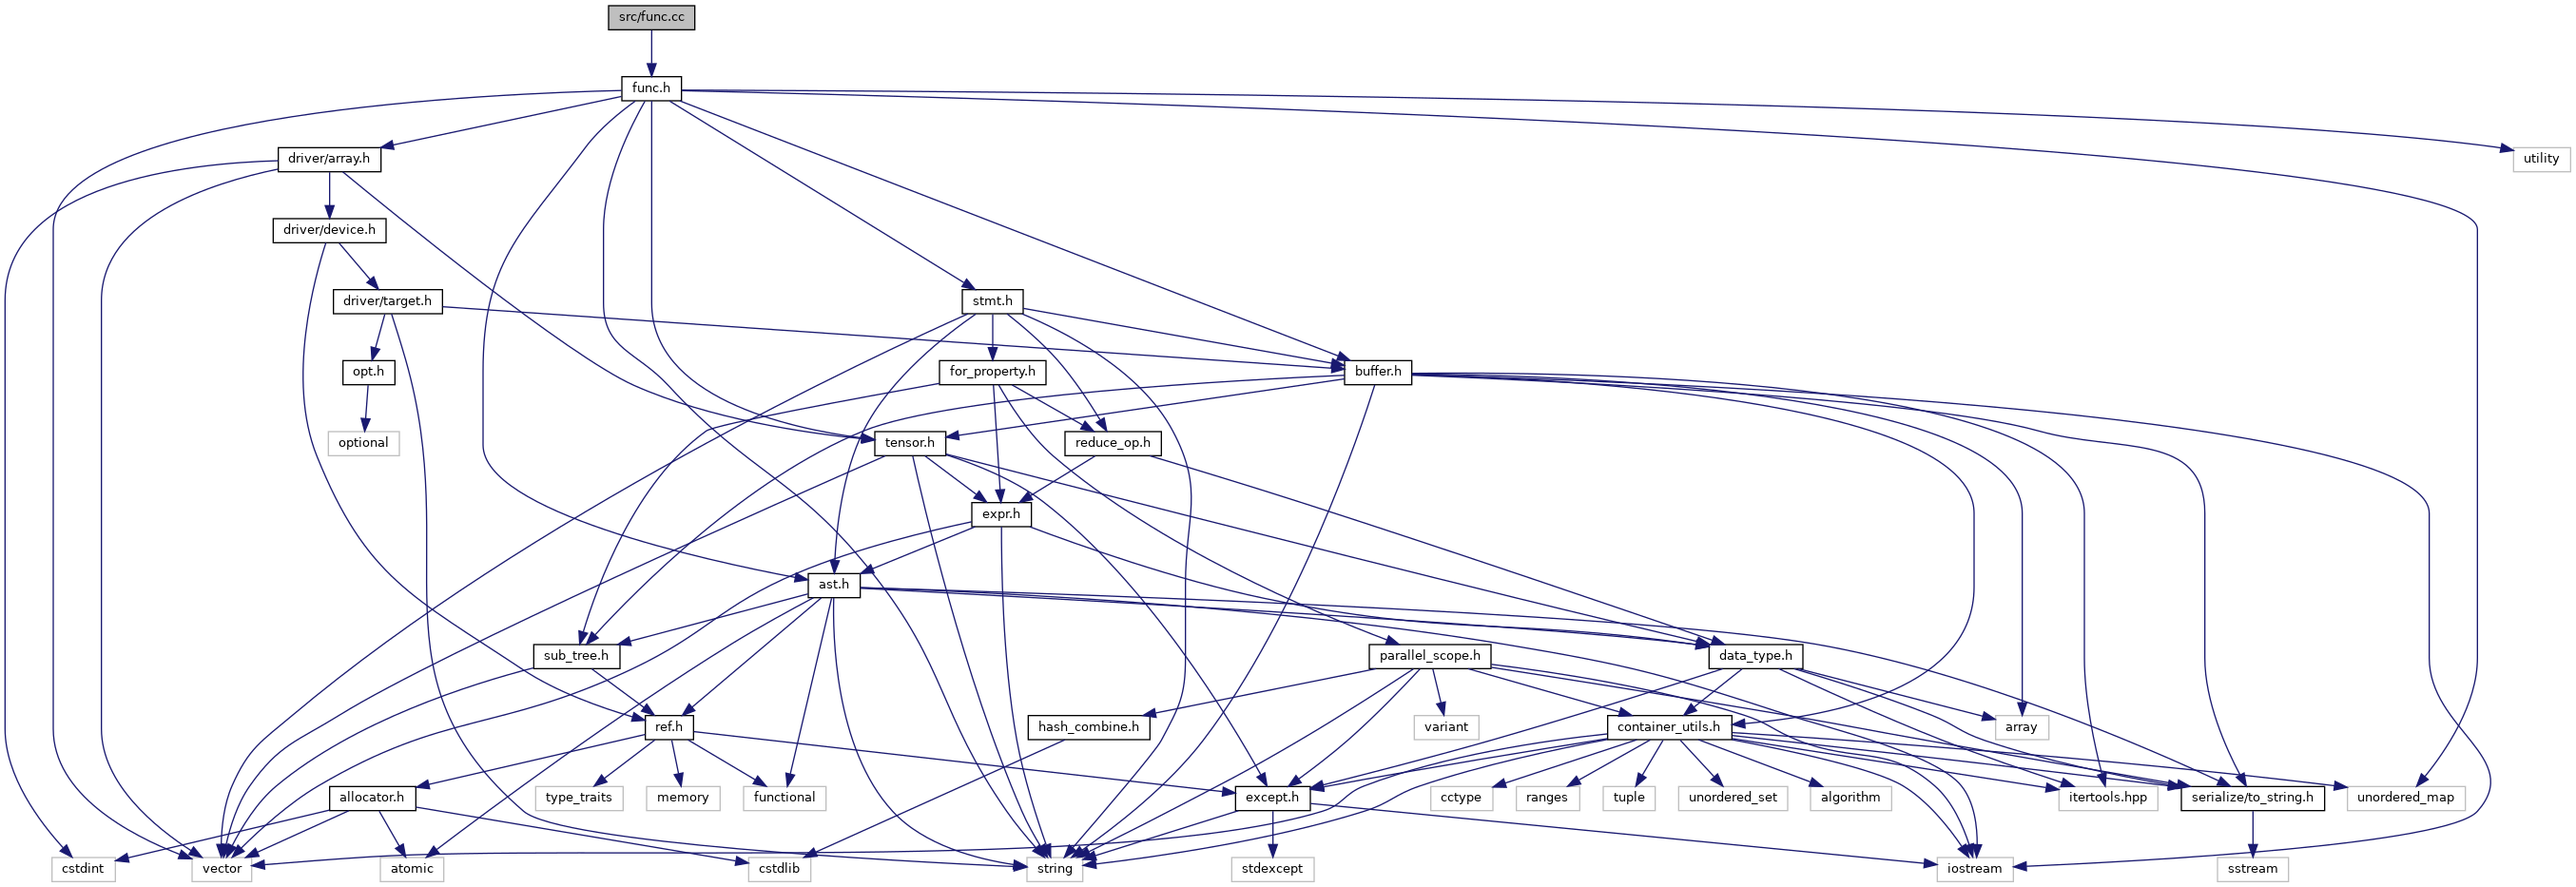 src/func.cc
func.h
driver/array.h
utility
driver/device.h
driver/target.h
stmt.h
opt.h
for_property.h
buffer.h
optional
tensor.h
reduce_op.h
expr.h
ast.h
sub_tree.h
parallel_scope.h
data_type.h
ref.h
hash_combine.h
variant
container_utils.h
array
allocator.h
type_traits
memory
functional
except.h
cctype
ranges
tuple
unordered_set
algorithm
itertools.hpp
serialize/to_string.h
unordered_map
cstdint
vector
atomic
cstdlib
string
stdexcept
iostream
sstream